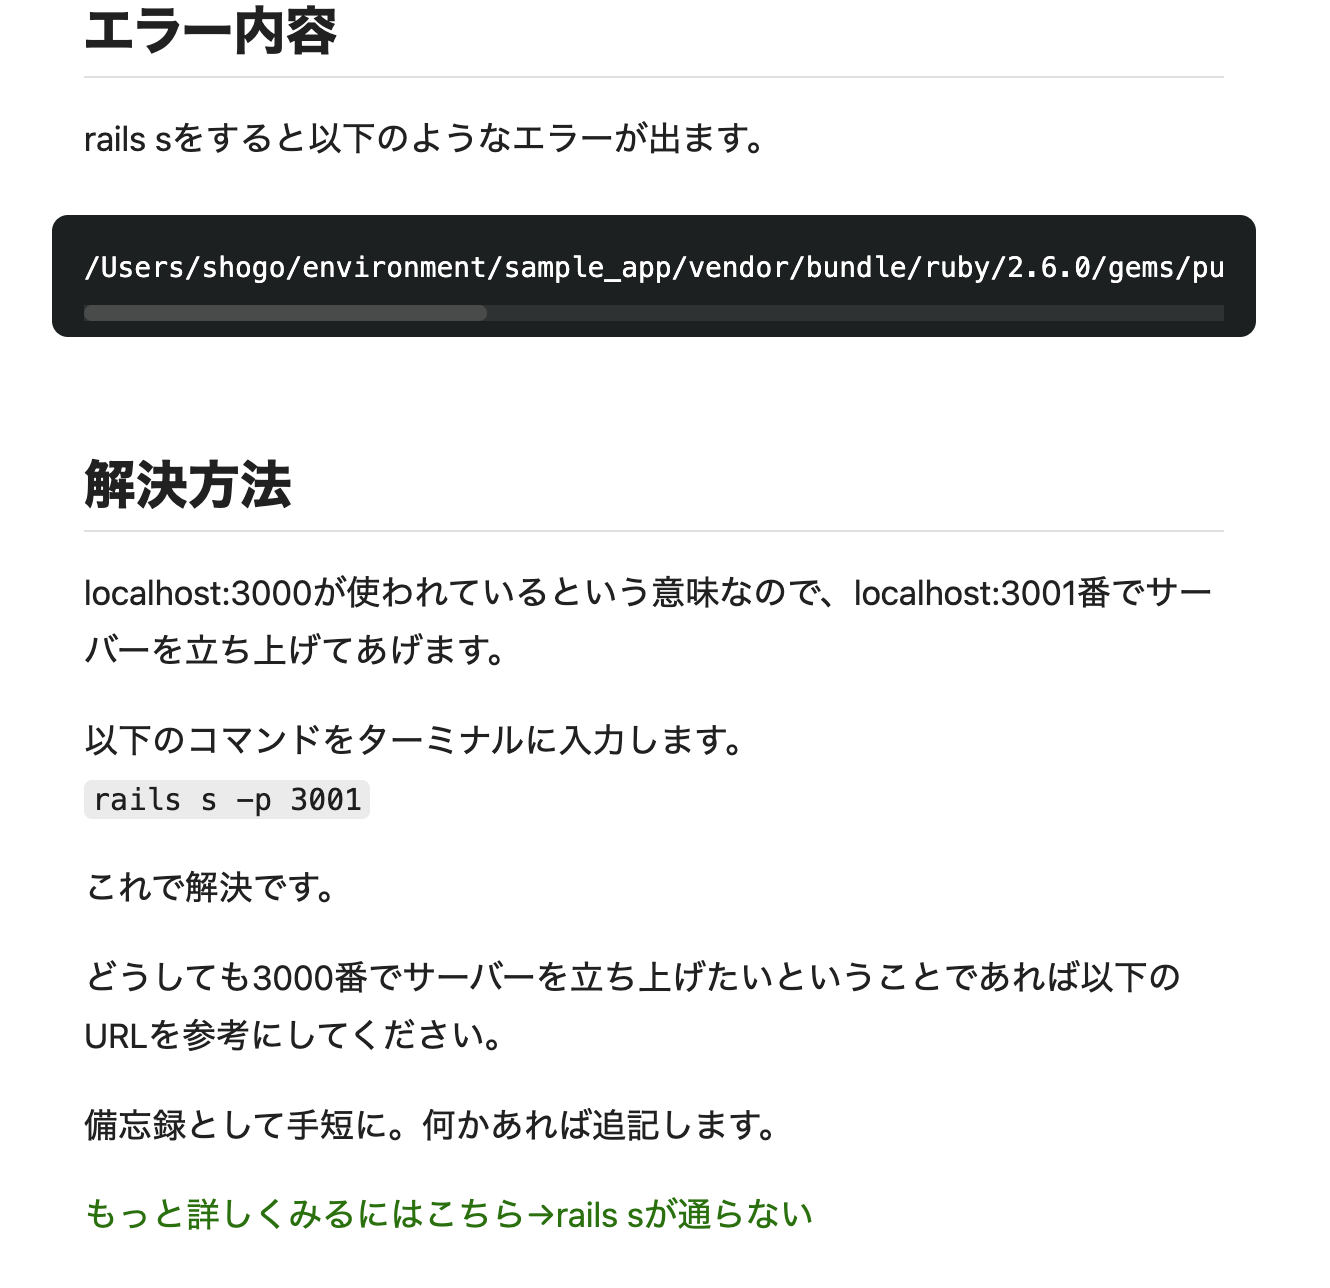 エラー内容
rails sをすると以下のようなエラーが出ます。
/Users/shogo/environment/sample_app/vendor/bundle/ruby/2.6.0/gems/pu
解決方法
localhost:3000が使われているという意味なので、localhost:3001番でサー
バーを立ち上げてあげます。
以下のコマンドをターミナルに入力します。
rails s -p 3001
これで解決です。
どうしても3000番でサーバーを立ち上げたいということであれば以下の
URLを参考にしてください。
備忘録として手短に。何かあれば追記します。
もっと詳しくみるにはこちら→rails sが通らない